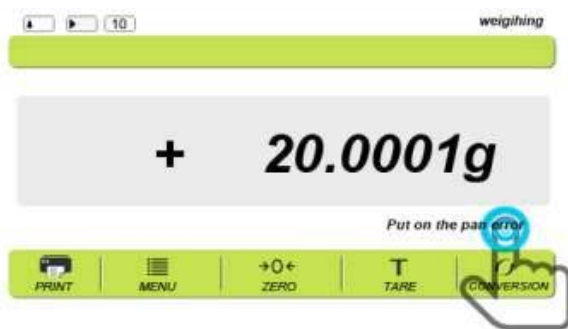 10 weigihing
+ 20.0001g
Put on the pan error
PRINT MENU →0← ZERO T TARE CONVERSION